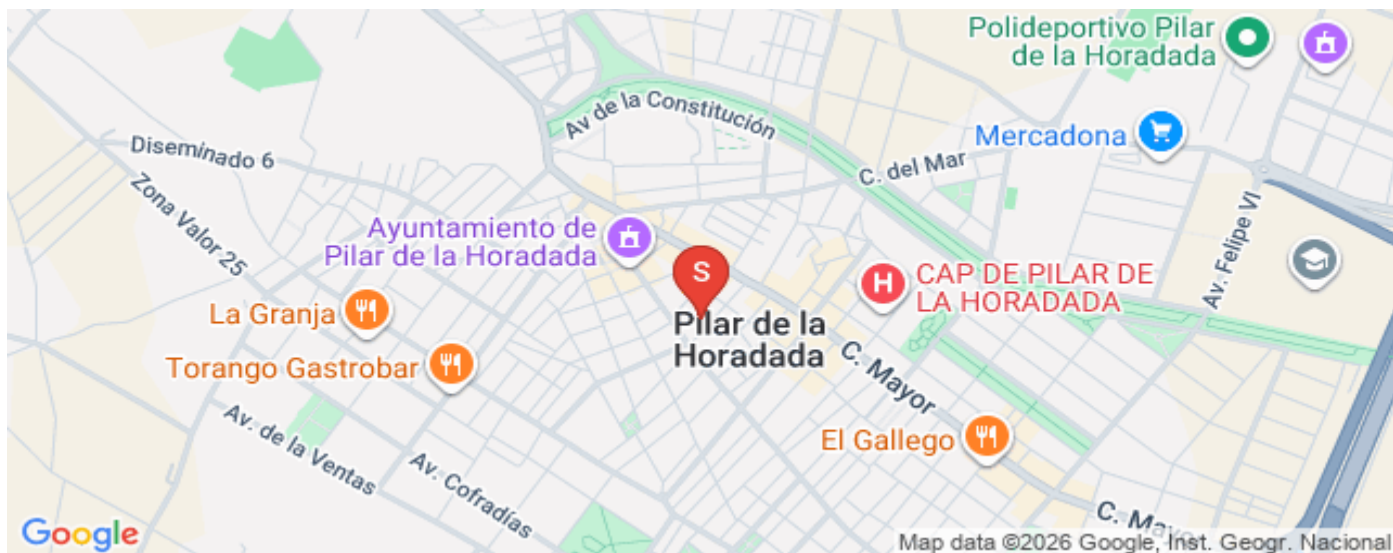 Polideportivo Pilar
de la Horadada
Av de la Constitución
Mercadona
Diseminado 6
C. del Mar
Zona Valor 25
Ayuntamiento de
Pilar de la Horadada
Av. Felipe VI
S
H
CAP DE PILAR DE
LA HORADADA
La Granja
Pilar de la
Horadada
Torango Gastrobar
C. Mayor
Av. de la Ventas
El Gallego
Av. Cofradías
C. Mayo
Google
Map data ©2026 Google, Inst. Geogr. Nacional